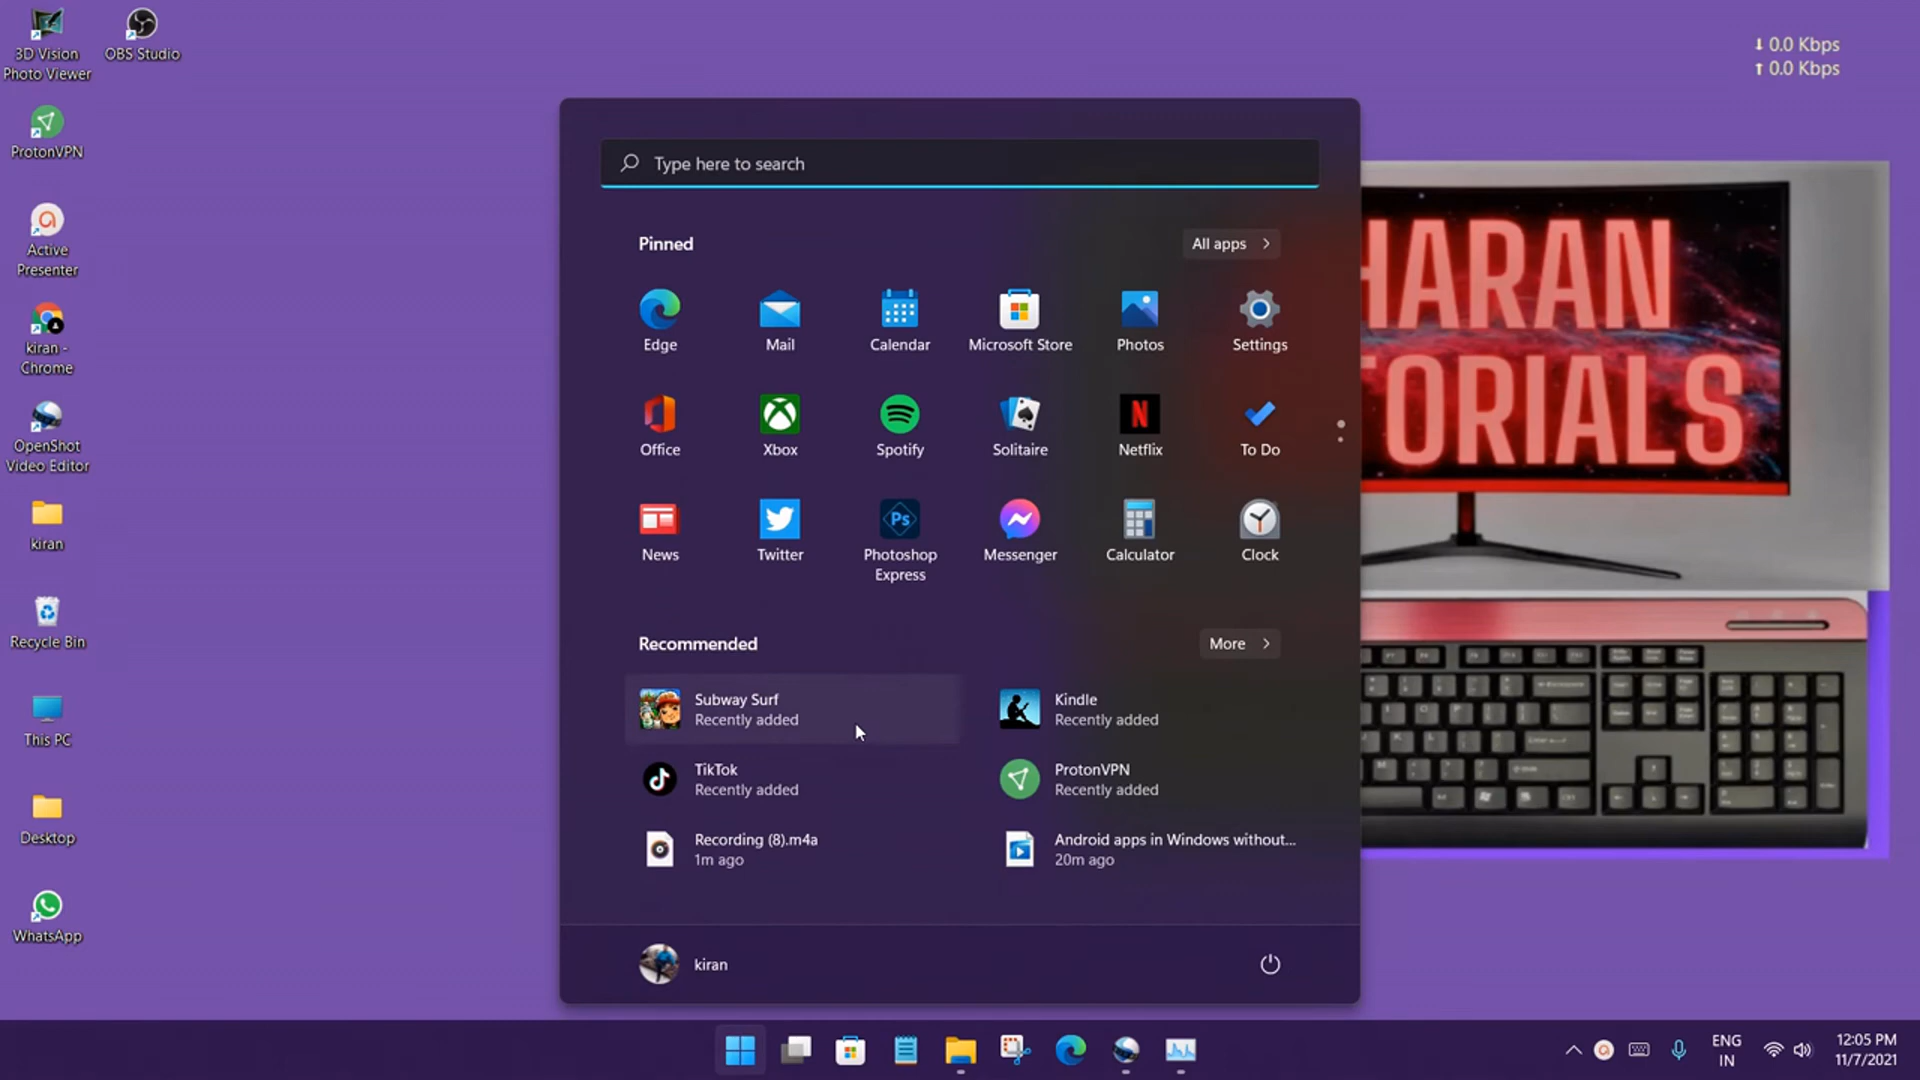 3D Vision
Photo Viewer
OBS Studio
ProtonVPN
Active
Presenter
kiran -
Chrome
OpenShot
Video Editor
kiran
Recycle Bin
This PC
Desktop
WhatsApp
0.0 Kbps
0.0 Kbps
Type here to search
Pinned
All apps
Edge
Mail
Calendar
Microsoft Store
Photos
Settings
Office
Xbox
Spotify
Solitaire
Netflix
To Do
News
Twitter
Photoshop
Express
Messenger
Calculator
Clock
Recommended
More
Subway Surf
Recently added
Kindle
Recently added
TikTok
Recently added
ProtonVPN
Recently added
Recording (8).m4a
1m ago
Android apps in Windows without...
20m ago
kiran
HARAN
TORIALS
ENG
IN
12:05 PM
11/7/2021